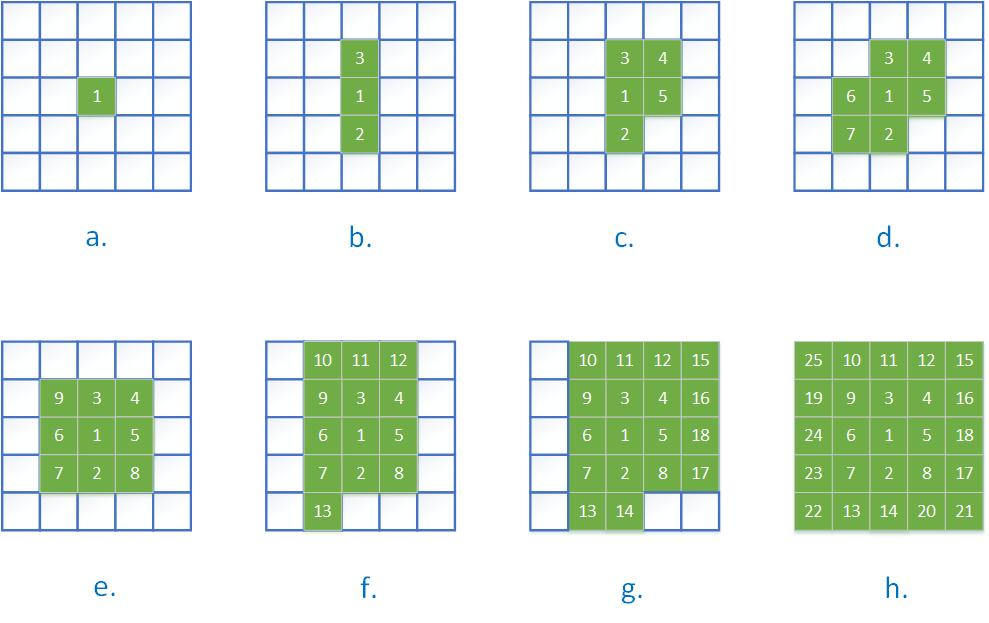 3
3 4
3 4
1
1
1 5
6 1 5
2
2
7 2
a.
b.
c.
d.
10 11 12
10 11 12 15
25 10 11 12 15
9 3 4
9 3 4
9 3 4 16
19 9 3 4 16
6 1 5
6 1 5
6 1 5 18
24 6 1 5 18
7 2 8
7 2 8
7 2 8 17
23 7 2 8 17
13
13 14
22 13 14 20 21
e.
f.
g.
h.